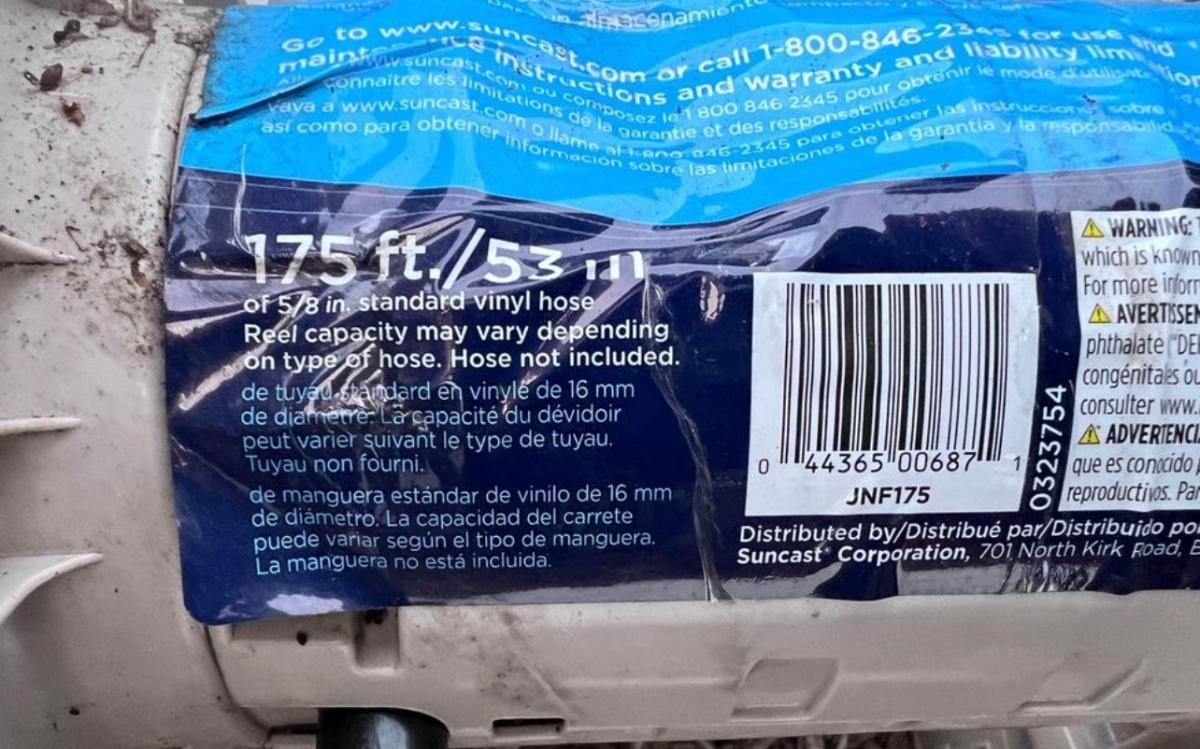 almacenamiento
Go to www.suncast.com or call 1-800-846-2345 for use and
maintenance instructions and warranty and liability
connaître les limitations de la garantie et des responsabilités.
www.suncast.com ou composez le 1 800 846 2345 pour obtenir le mode
Vaya a www.suncast.com o llame al 1-800-846-2345 para obtener las instrucciones sobre
así como para obtener información sobre las limitaciones de la garantía y la
175 ft./53 m
of 5/8 in. standard vinyl hose
Reel capacity may vary depending
on type of hose. Hose not included.
de tuyau standard en vinyle de 16 mm
de diamètre. La capacité du dévidoir
peut varier suivant le type de tuyau.
Tuyau non fourni.
de manguera estándar de vinilo de 16 mm
de diámetro. La capacidad del carrete
puede variar según el tipo de manguera.
La manguera no está incluida.
0 44365 00687 1
JNF175
0323754
Distributed by/Distribué par/Distribuido
Suncast® Corporation, 701 North Kirk Road,
⚠ WARNING:
which is known
For more
⚠
phthalate
congénitales ou
consulter www.
⚠
que es conocido
reproductivos.